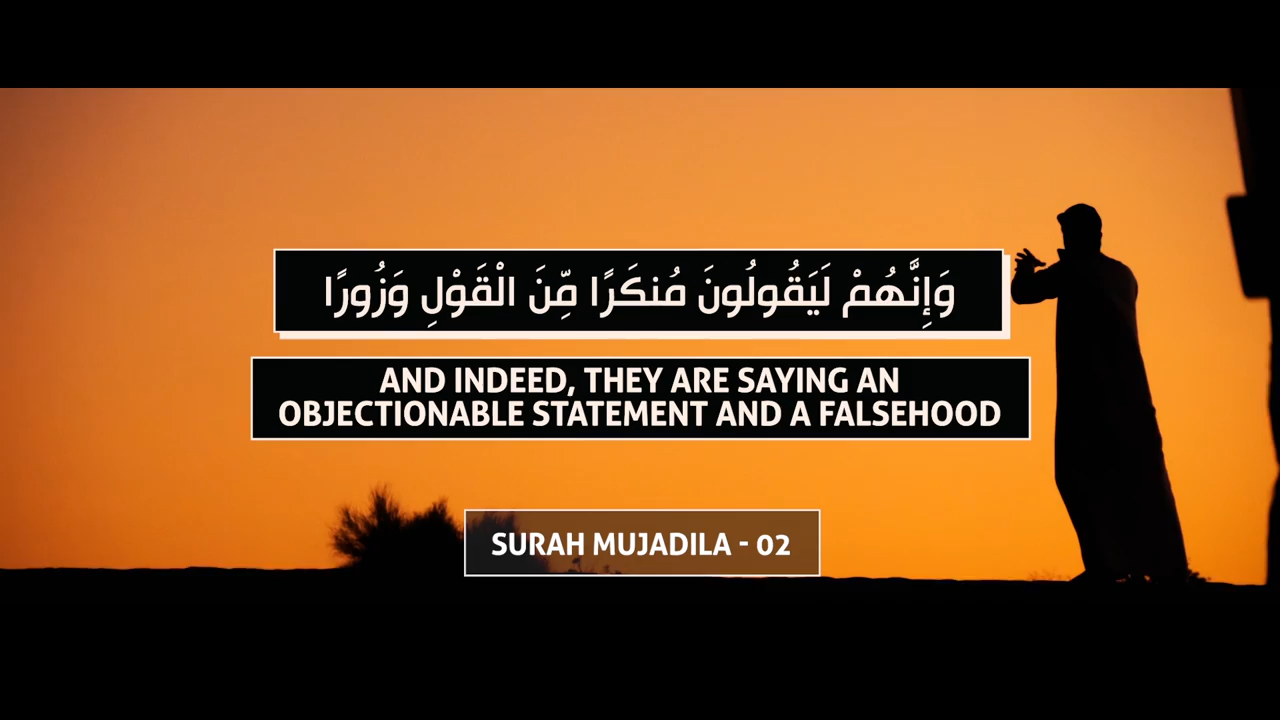 وَإِنَّهُمْ لَيَقُولُونَ مُنكَرًا مِّنَ الْقَوْلِ وَزُورًا
AND INDEED, THEY ARE SAYING AN
OBJECTIONABLE STATEMENT AND A FALSEHOOD
SURAH MUJADILA - 02